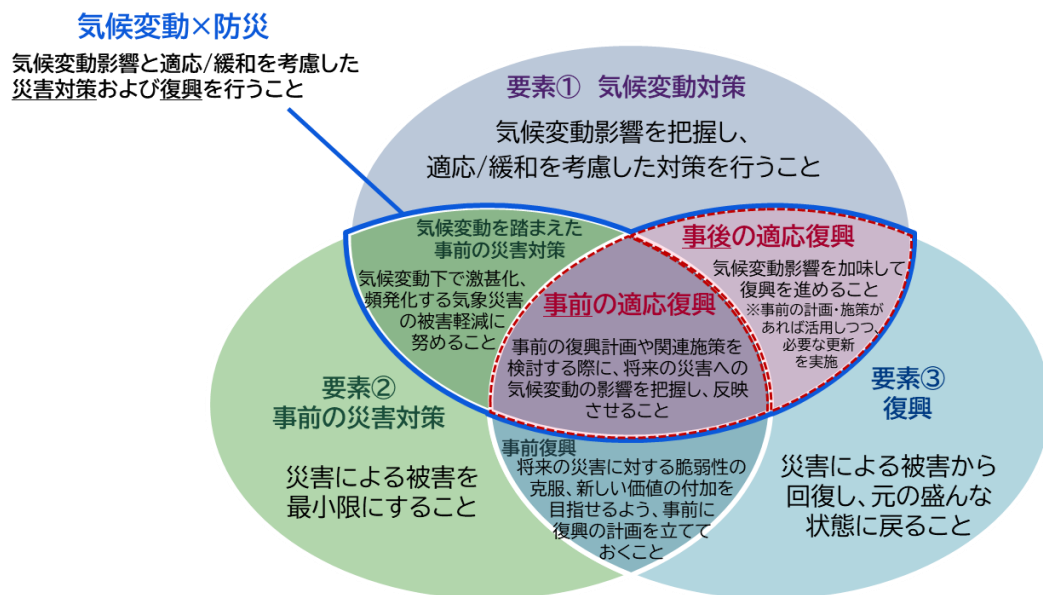 気候変動×防災
気候変動影響と適応/緩和を考慮した
災害対策および復興を行うこと
要素① 気候変動対策
気候変動影響を把握し、
適応/緩和を考慮した対策を行うこと
気候変動を踏まえた
事前の災害対策
気候変動下で激甚化、
頻発化する気象災害
の被害軽減に
努めること
事後の適応復興
気候変動影響を加味して
復興を進めること
※事前の計画・施策が
あれば活用しつつ、
必要な更新
を実施
事前の適応復興
事前の復興計画や関連施策を
検討する際に、将来の災害への
気候変動の影響を把握し、反映
させること
要素②
事前の災害対策
災害による被害を
最小限にすること
要素③
復興
災害による被害から
回復し、元の盛んな
状態に戻ること
事前復興
将来の災害に対する脆弱性の
克服、新しい価値の付加を
目指せるよう、事前に
復興の計画を立てて
おくこと